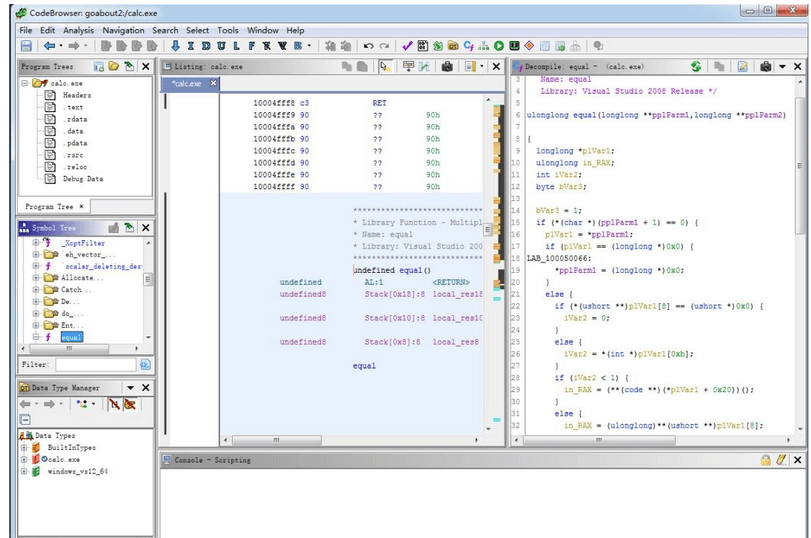 CodeBrowser: goabout2:/calc.exe
File Edit Analysis Navigation Search Select Tools Window Help
I D U L F R V B
Program Trees
calc.exe
Headers
.text
.rdata
.data
.pdata
.rsrc
.reloc
Debug Data
Program Tree ×
Symbol Tree
_XcptFilter
`eh_vector_...
`scalar_deleting_des
Allocate...
Catch...
De...
do_...
Ent...
equal
Filter:
Data Type Manager
Data Types
BuiltInTypes
calc.exe
windows_vs12_64
Listing: calc.exe
*calc.exe ×
10004fff8 c3 RET
10004fff9 90 ?? 90h
10004fffa 90 ?? 90h
10004fffb 90 ?? 90h
10004fffc 90 ?? 90h
10004fffd 90 ?? 90h
10004fffe 90 ?? 90h
10004ffff 90 ?? 90h
* Library Function - Multipl
* Name: equal
* Library: Visual Studio 200
undefined equal()
undefined AL:1 <RETURN>
undefined8 Stack[0x18]:8 local_res18
undefined8 Stack[0x10]:8 local_res10
undefined8 Stack[0x8]:8 local_res8
equal
Decompile: equal - (calc.exe)
3 Name: equal
4 Library: Visual Studio 2008 Release */
5
6 ulonglong equal(longlong **pplParm1,longlong **pplParm2)
7
8 {
9 longlong *plVar1;
10 ulonglong in_RAX;
11 int iVar2;
12 byte bVar3;
13
14 bVar3 = 1;
15 if (*(char *)(pplParm1 + 1) == 0) {
16 plVar1 = *pplParm1;
17 if (plVar1 == (longlong *)0x0) {
18 LAB_100050066:
19 *pplParm1 = (longlong *)0x0;
20 }
21 else {
22 if (*(ushort **)plVar1[8] == (ushort *)0x0) {
23 iVar2 = 0;
24 }
25 else {
26 iVar2 = *(int *)plVar1[0xb];
27 }
28 if (iVar2 < 1) {
29 in_RAX = (**(code **)(*plVar1 + 0x20))();
30 }
31 else {
32 in_RAX = (ulonglong)**(ushort **)plVar1[8];
Console - Scripting